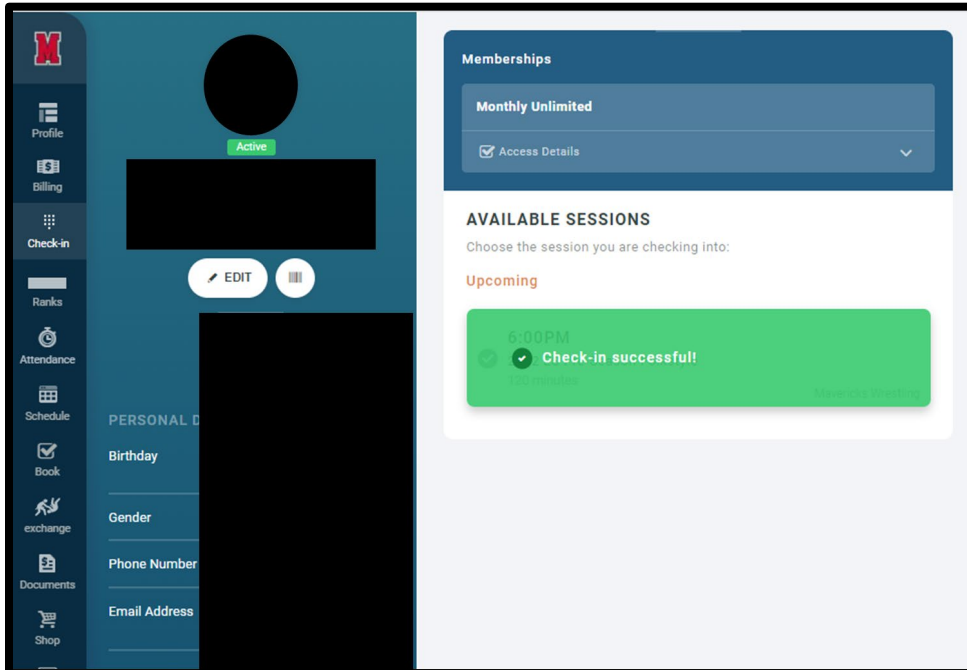 M
Profile
Billing
Check-in
Ranks
Attendance
Schedule
Book
exchange
Documents
Shop
Active
EDIT
PERSONAL D
Birthday
Gender
Phone Number
Email Address
Memberships
Monthly Unlimited
Access Details
AVAILABLE SESSIONS
Choose the session you are checking into:
Upcoming
6:00PM
Check-in successful!
120 minutes